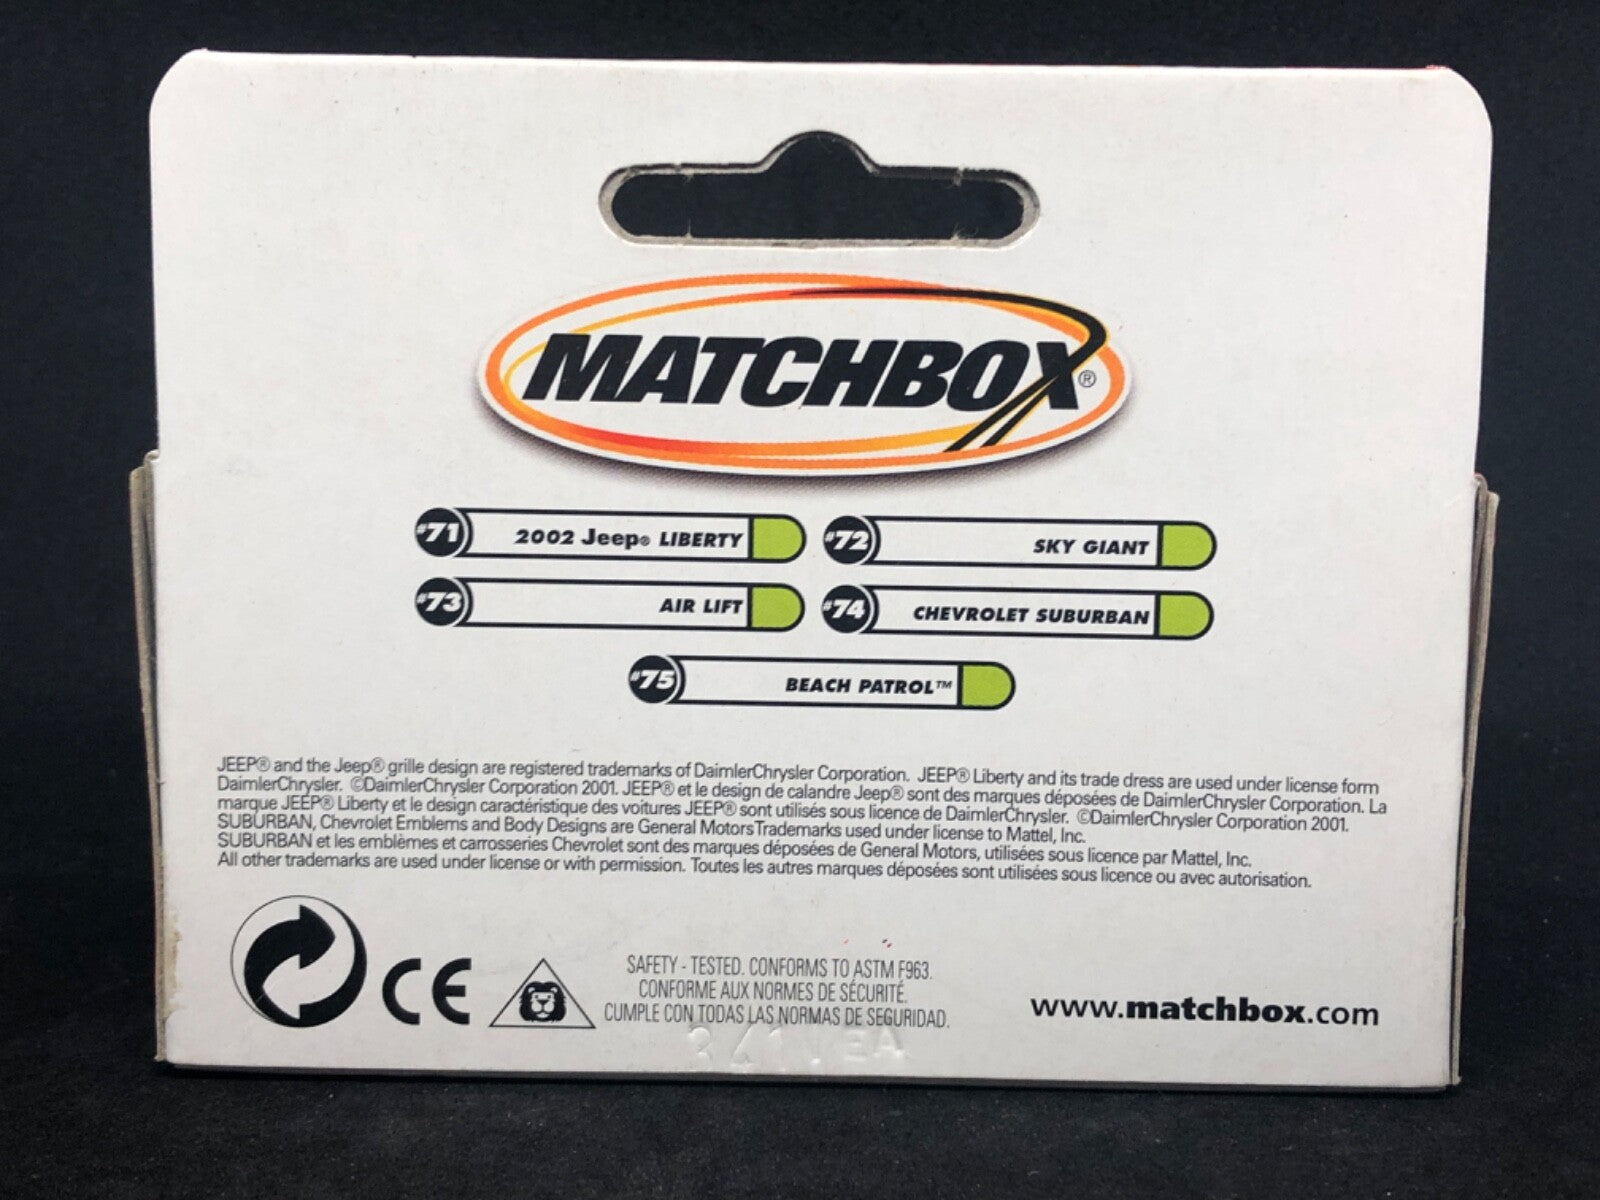 MATCHBOX®
#71 2002 Jeep® LIBERTY
#72 SKY GIANT
#73 AIR LIFT
#74 CHEVROLET SUBURBAN
#75 BEACH PATROL™
JEEP® and the Jeep® grille design are registered trademarks of DaimlerChrysler Corporation. JEEP® Liberty and its trade dress are used under license form
DaimlerChrysler. ©DaimlerChrysler Corporation 2001. JEEP® et le design de calandre Jeep® sont des marques déposées de DaimlerChrysler Corporation. La
marque JEEP® Liberty et le design caractéristique des voitures JEEP® sont utilisés sous licence de DaimlerChrysler. ©DaimlerChrysler Corporation 2001.
SUBURBAN, Chevrolet Emblems and Body Designs are General Motors Trademarks used under license to Mattel, Inc.
SUBURBAN et les emblèmes et carrosseries Chevrolet sont des marques déposées de General Motors, utilisées sous licence par Mattel, Inc.
All other trademarks are used under license or with permission. Toutes les autres marques déposées sont utilisées sous licence ou avec autorisation.
CE
SAFETY - TESTED. CONFORMS TO ASTM F963.
CONFORME AUX NORMES DE SÉCURITÉ.
CUMPLE CON TODAS LAS NORMAS DE SEGURIDAD.
www.matchbox.com